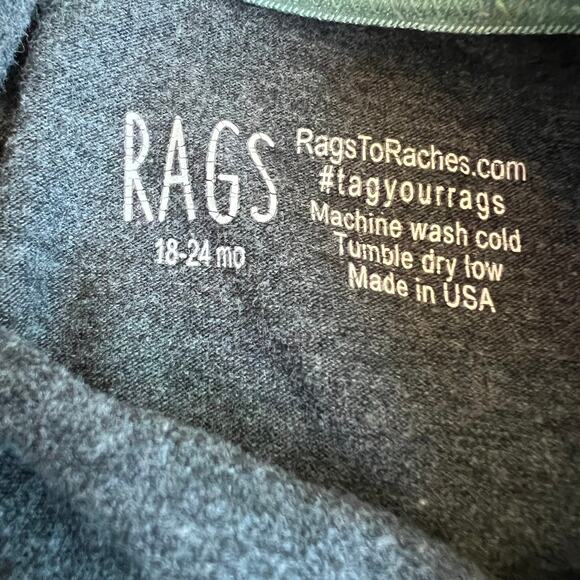 RAGS
18-24 mo
RagsToRaches.com
#tagyourrags
Machine wash cold
Tumble dry low
Made in USA